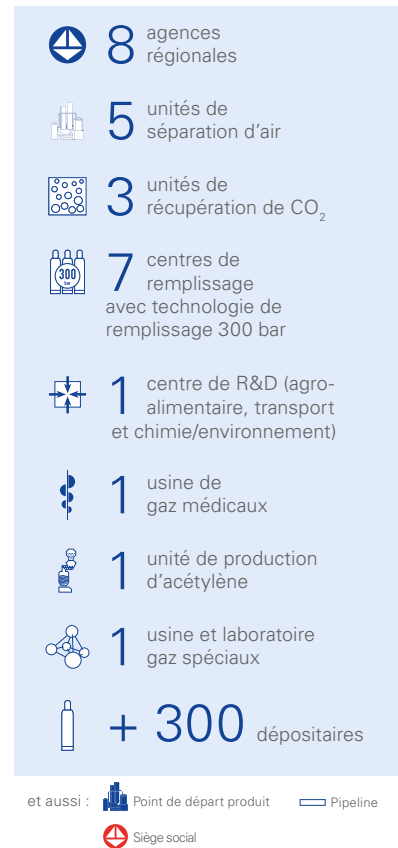 8 agences
régionales
5 unités de
séparation d'air
3 unités de
récupération de CO2
300
bar
7 centres de
remplissage
avec technologie de
remplissage 300 bar
1 centre de R&D (agro-
alimentaire, transport
et chimie/environnement)
1 usine de
gaz médicaux
1 unité de production
d'acétylène
1 usine et laboratoire
gaz spéciaux
+ 300 dépositaires
et aussi : Point de départ produit Pipeline
Siège social